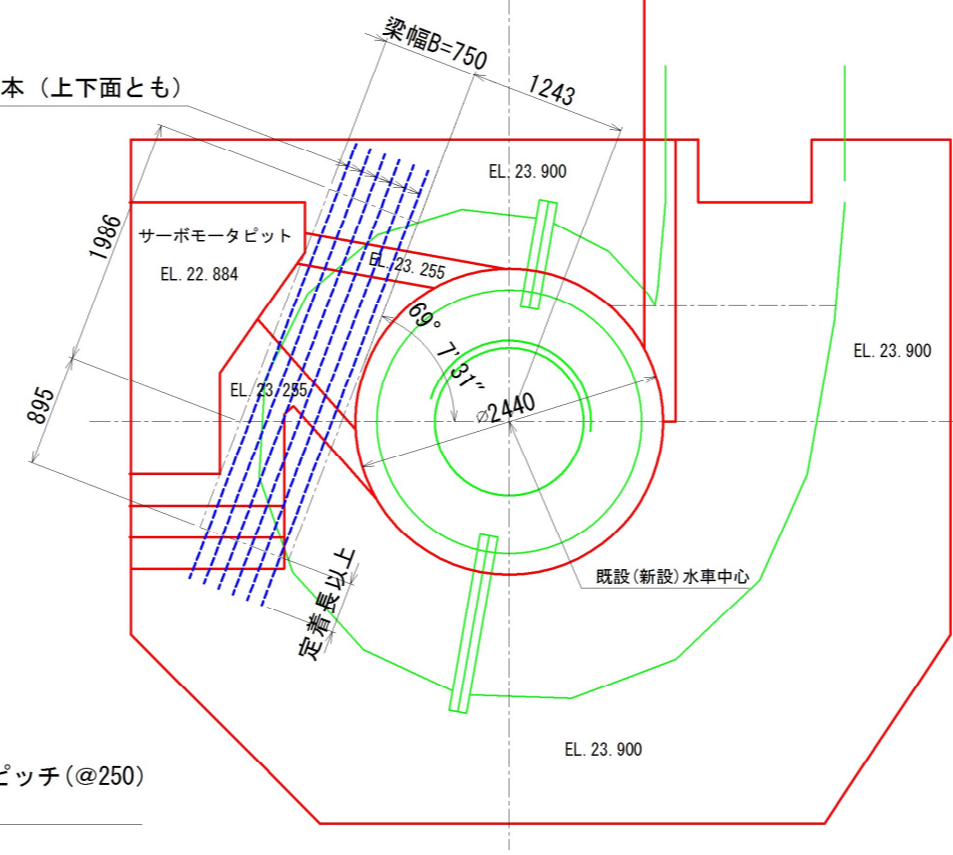 梁幅B=750
1243
本（上下面とも）
1986
EL.23.900
サーボモータピット
EL.22.884
EL.23.255
69° 7′31″
EL.23.900
EL.23.255
895
⌀2440
既設(新設)水車中心
定着長以上
EL.23.900
ピッチ(@250)